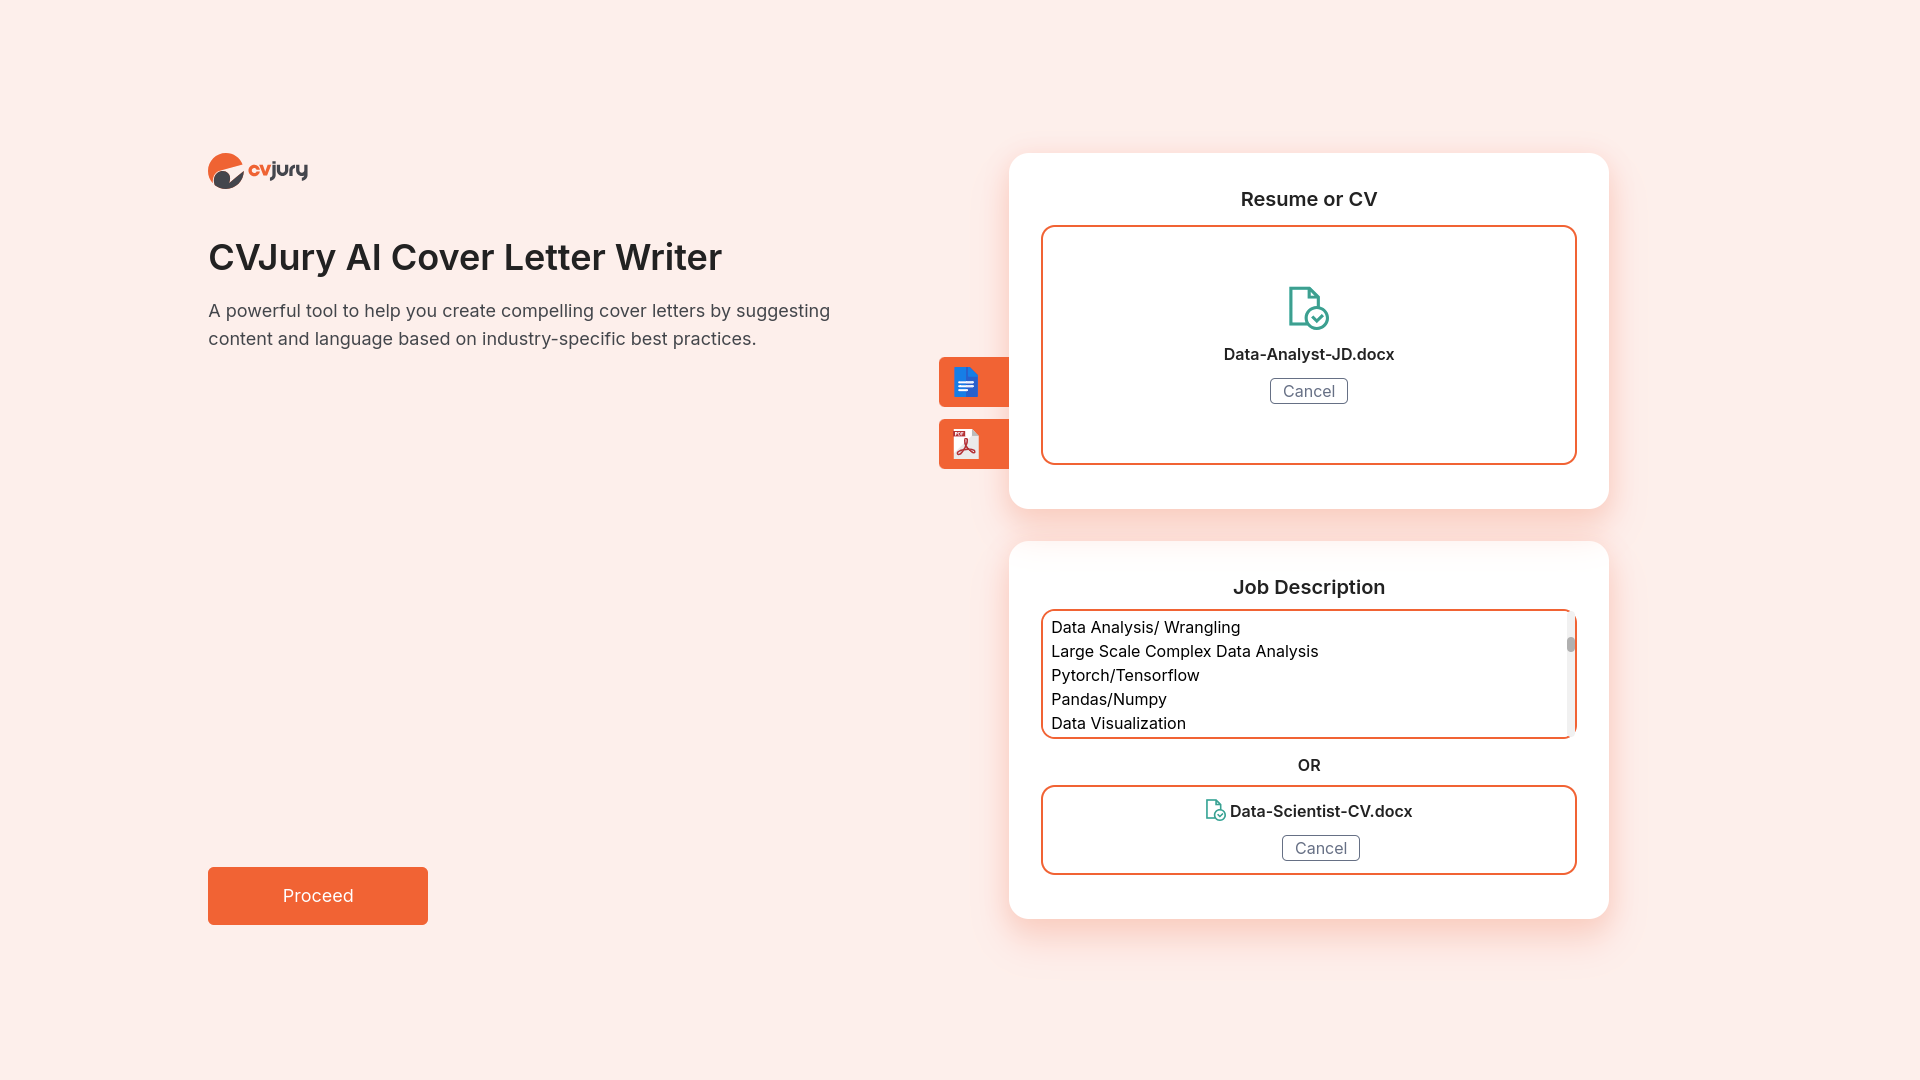 cvjury
CVJury AI Cover Letter Writer
A powerful tool to help you create compelling cover letters by suggesting
content and language based on industry-specific best practices.
Proceed
PDF
Resume or CV
Data-Analyst-JD.docx
Cancel
Job Description
Data Analysis/ Wrangling
Large Scale Complex Data Analysis
Pytorch/Tensorflow
Pandas/Numpy
Data Visualization
OR
Data-Scientist-CV.docx
Cancel